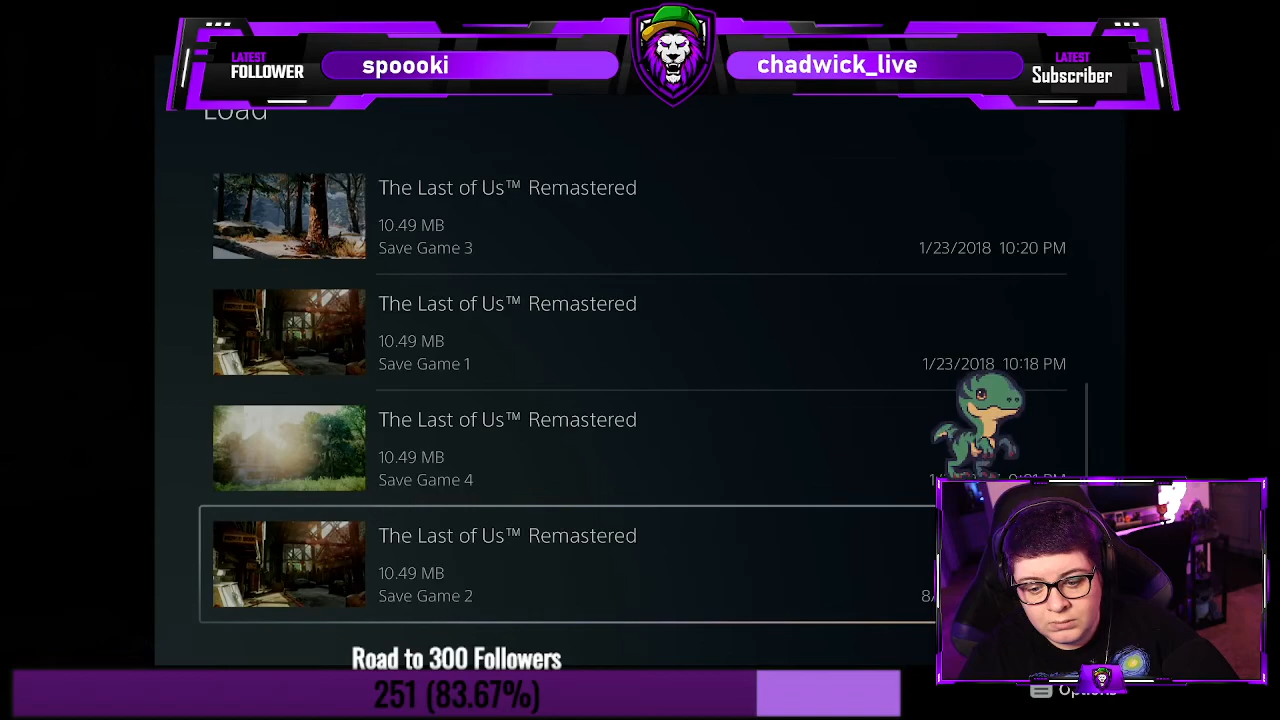 LATEST
FOLLOWER
spoooki
chadwick_live
LATEST
Subscriber
Load
The Last of Us™ Remastered
10.49 MB
Save Game 3
1/23/2018 10:20 PM
The Last of Us™ Remastered
10.49 MB
Save Game 1
1/23/2018 10:18 PM
The Last of Us™ Remastered
10.49 MB
Save Game 4
The Last of Us™ Remastered
10.49 MB
Save Game 2
Road to 300 Followers
251 (83.67%)
Options